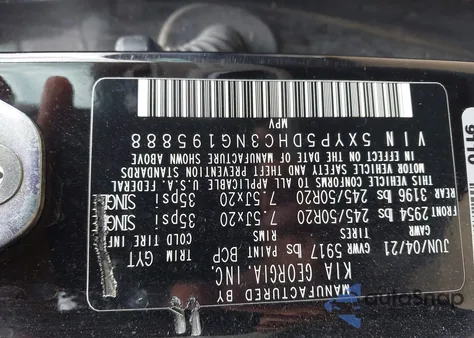 MANUFACTURED BY
KIA GEORGIA, INC.
JUN/04/21 GVWR 5917 lbs PAINT BCP TRIM GYT
GAWR TIRES RIMS COLD TIRE INF
FRONT 2954 lbs 245/50R20 7.5Jx20 35psi SINGLE
REAR 3196 lbs 245/50R20 7.5Jx20 35psi SINGLE
THIS VEHICLE CONFORMS TO ALL APPLICABLE U.S.A. FEDERAL
MOTOR VEHICLE SAFETY AND THEFT PREVENTION STANDARDS
IN EFFECT ON THE DATE OF MANUFACTURE SHOWN ABOVE
VIN 5XYP5DHC3NG195888
MPV
autoSnap